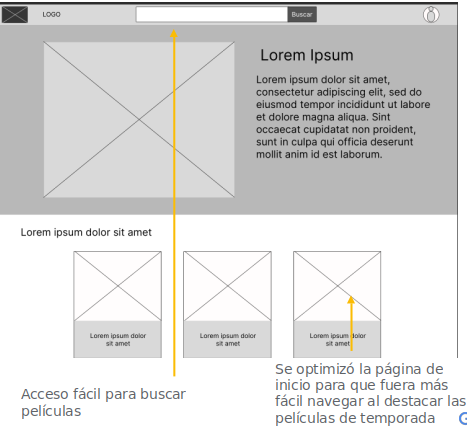 LOGO
Buscar
Lorem Ipsum
Lorem ipsum dolor sit amet,
consectetur adipiscing elit, sed do
eiusmod tempor incididunt ut labore
et dolore magna aliqua. Sint
occaecat cupidatat non proident,
sunt in culpa qui officia deserunt
mollit anim id est laborum.
Lorem ipsum dolor sit amet
Lorem ipsum dolor
sit amet
Lorem ipsum dolor
sit amet
Lorem ipsum dolor
sit amet
Acceso fácil para buscar
películas
Se optimizó la página de
inicio para que fuera más
fácil navegar al destacar las
películas de temporada